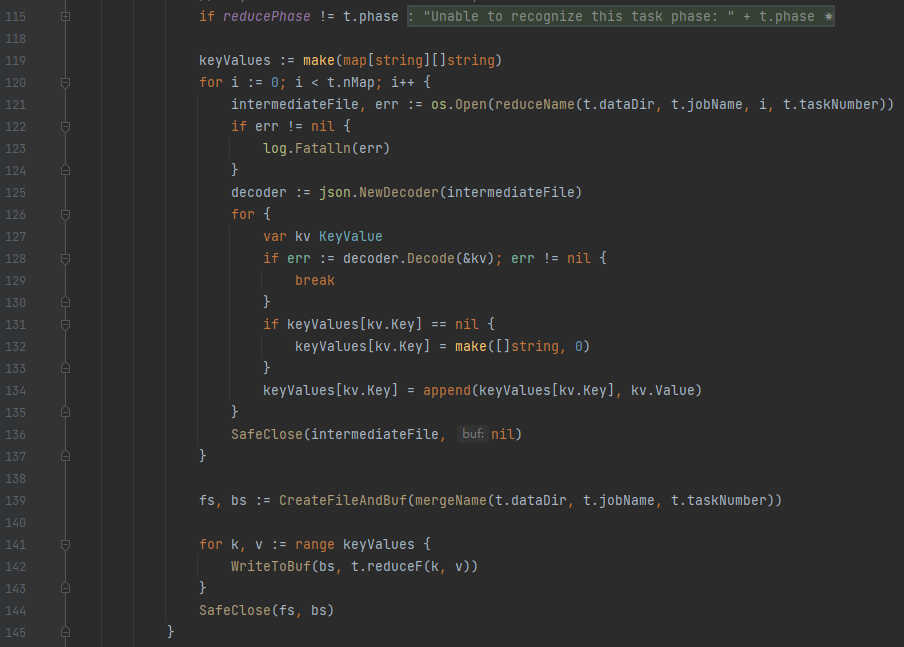 115 if reducePhase != t.phase : "Unable to recognize this task phase: " + t.phase
118
119 keyValues := make(map[string][]string)
120 for i := 0; i < t.nMap; i++ {
121 intermediateFile, err := os.Open(reduceName(t.dataDir, t.jobName, i, t.taskNumber))
122 if err != nil {
123 log.Fatalln(err)
124 }
125 decoder := json.NewDecoder(intermediateFile)
126 for {
127 var kv KeyValue
128 if err := decoder.Decode(&kv); err != nil {
129 break
130 }
131 if keyValues[kv.Key] == nil {
132 keyValues[kv.Key] = make([]string, 0)
133 }
134 keyValues[kv.Key] = append(keyValues[kv.Key], kv.Value)
135 }
136 SafeClose(intermediateFile, buf: nil)
137 }
138
139 fs, bs := CreateFileAndBuf(mergeName(t.dataDir, t.jobName, t.taskNumber))
140
141 for k, v := range keyValues {
142 WriteToBuf(bs, t.reduceF(k, v))
143 }
144 SafeClose(fs, bs)
145 }